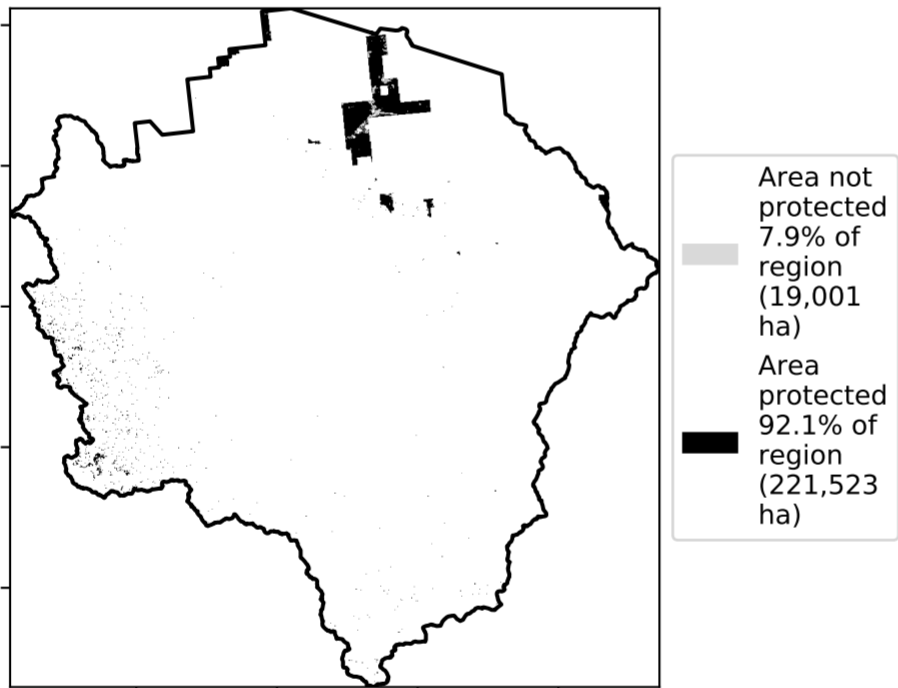 Area not
protected
7.9% of
region
(19,001
ha)
Area
protected
92.1% of
region
(221,523
ha)